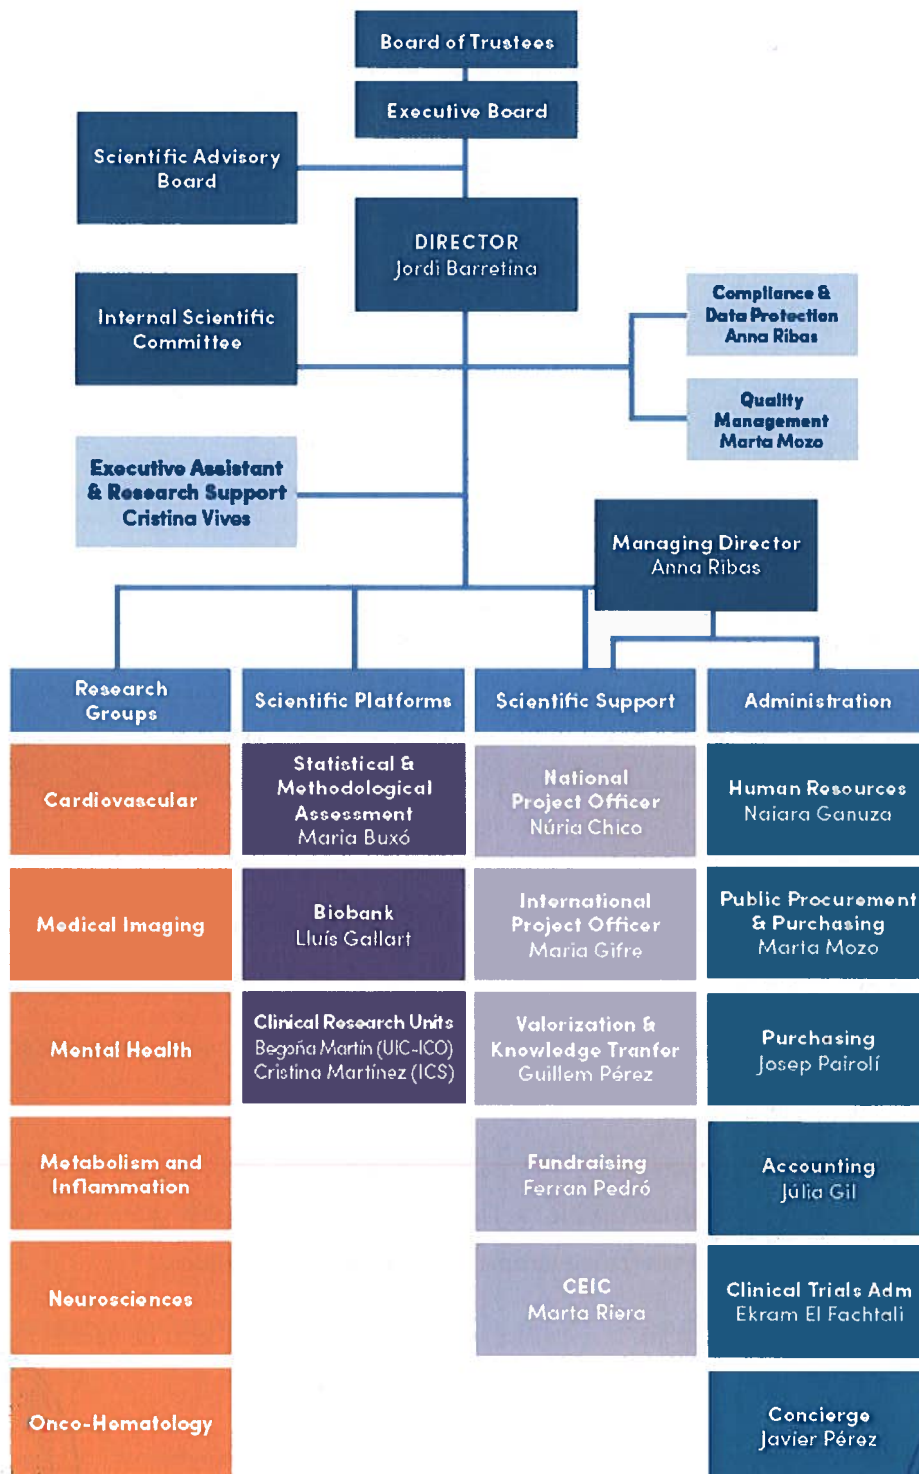 Board of Trustees
Executive Board
Scientific Advisory
Board
DIRECTOR
Jordi Barretina
Internal Scientific
Committee
Compliance &
Data Protection
Anna Ribas
Quality
Management
Marta Mozo
Executive Assistant
& Research Support
Cristina Vives
Managing Director
Anna Ribas
Research
Groups
Cardiovascular
Medical Imaging
Mental Health
Metabolism and
Inflammation
Neurosciences
Onco-Hematology
Scientific Platforms
Statistical &
Methodological
Assessment
Maria Buxó
Biobank
Lluís Gallart
Clinical Research Units
Begoña Martín (UIC-ICO)
Cristina Martínez (ICS)
Scientific Support
National
Project Officer
Núria Chico
International
Project Officer
Maria Gifre
Valorization &
Knowledge Tranfer
Guillem Pérez
Fundraising
Ferran Pedró
CEIC
Marta Riera
Administration
Human Resources
Naiara Ganuza
Public Procurement
& Purchasing
Marta Mozo
Purchasing
Josep Pairolí
Accounting
Júlia Gil
Clinical Trials Adm
Ekram El Fachtali
Concierge
Javier Pérez